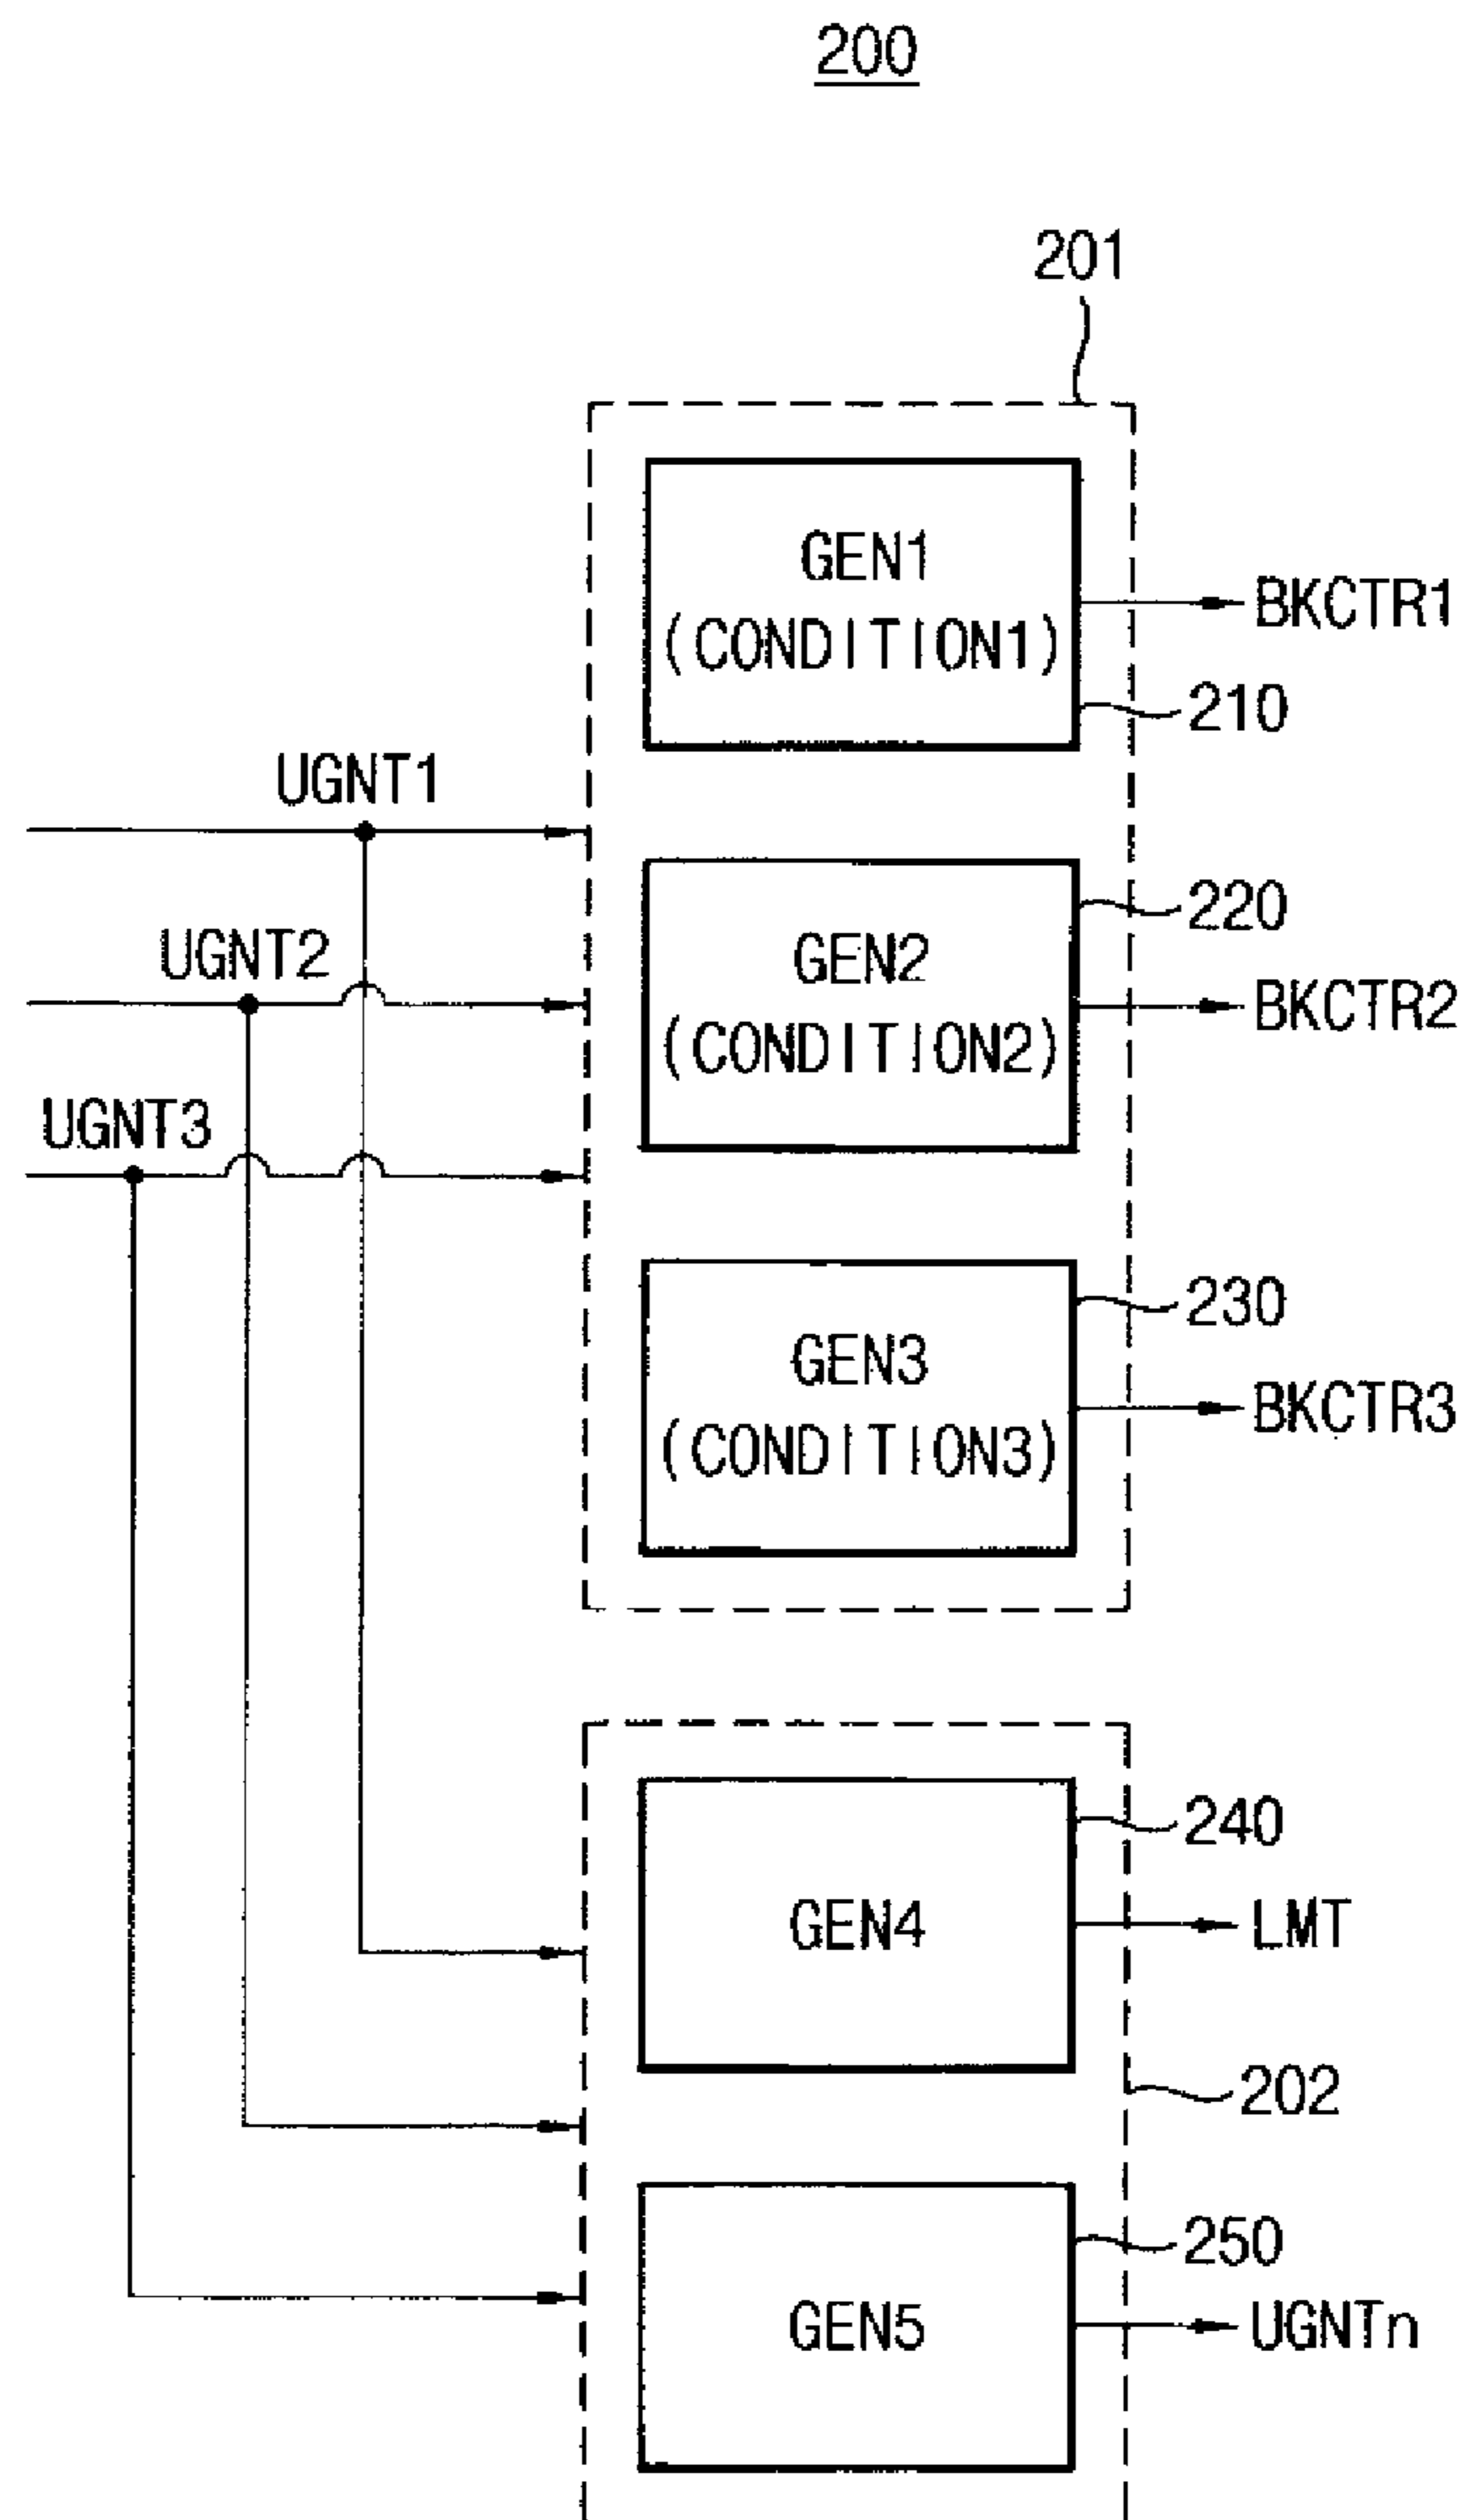 200
201
GEN1
(CONDITION1)
BKCTR1
210
UGNT1
220
UGNT2
GEN2
(CONDITION2)
BKCTR2
UGNT3
230
GEN3
(CONDITION3)
BKCTR3
240
GEN4
LMT
202
250
GEN5
UGNTn